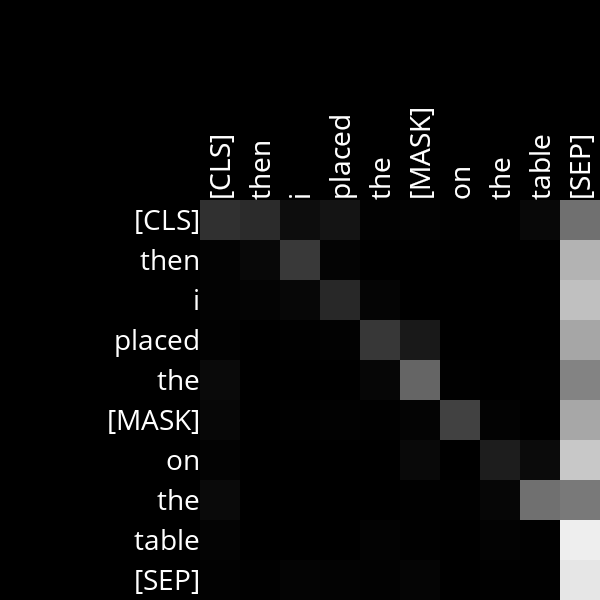 [CLS] then i placed the [MASK] on the table [SEP]
[CLS]
then
i
placed
the
[MASK]
on
the
table
[SEP]